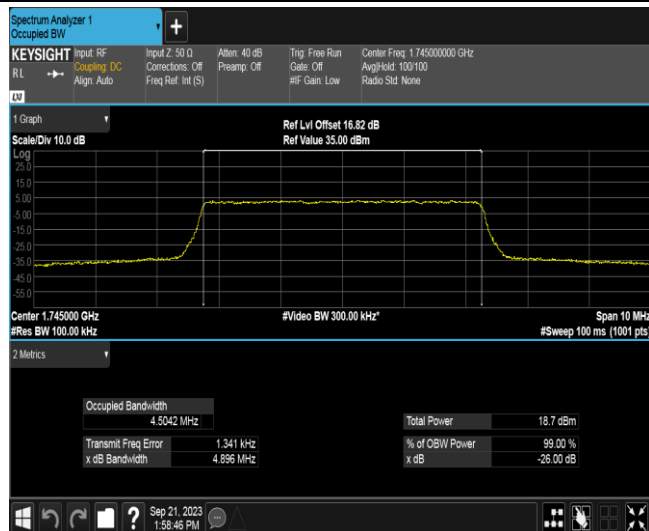 Spectrum Analyzer 1
Occupied BW
+
KEYSIGHT Input: RF Input Z: 50 Ω Atten: 40 dB Trig: Free Run Center Freq: 1.745000000 GHz
RL Coupling: DC Corrections: Off Preamp: Off Gate: Off Avg|Hold: 100/100
Align: Auto Freq Ref: Int (S) #IF Gain: Low Radio Std: None
1 Graph
Ref Lvl Offset 16.82 dB
Scale/Div 10.0 dB Ref Value 35.00 dBm
Log
25.0
15.0
5.00
-5.00
-15.0
-25.0
-35.0
-45.0
-55.0
Center 1.745000 GHz #Video BW 300.00 kHz* Span 10 MHz
#Res BW 100.00 kHz #Sweep 100 ms (1001 pts)
2 Metrics
Occupied Bandwidth
4.5042 MHz Total Power 18.7 dBm
Transmit Freq Error 1.341 kHz % of OBW Power 99.00 %
x dB Bandwidth 4.896 MHz x dB -26.00 dB
? Sep 21, 2023
1:58:46 PM